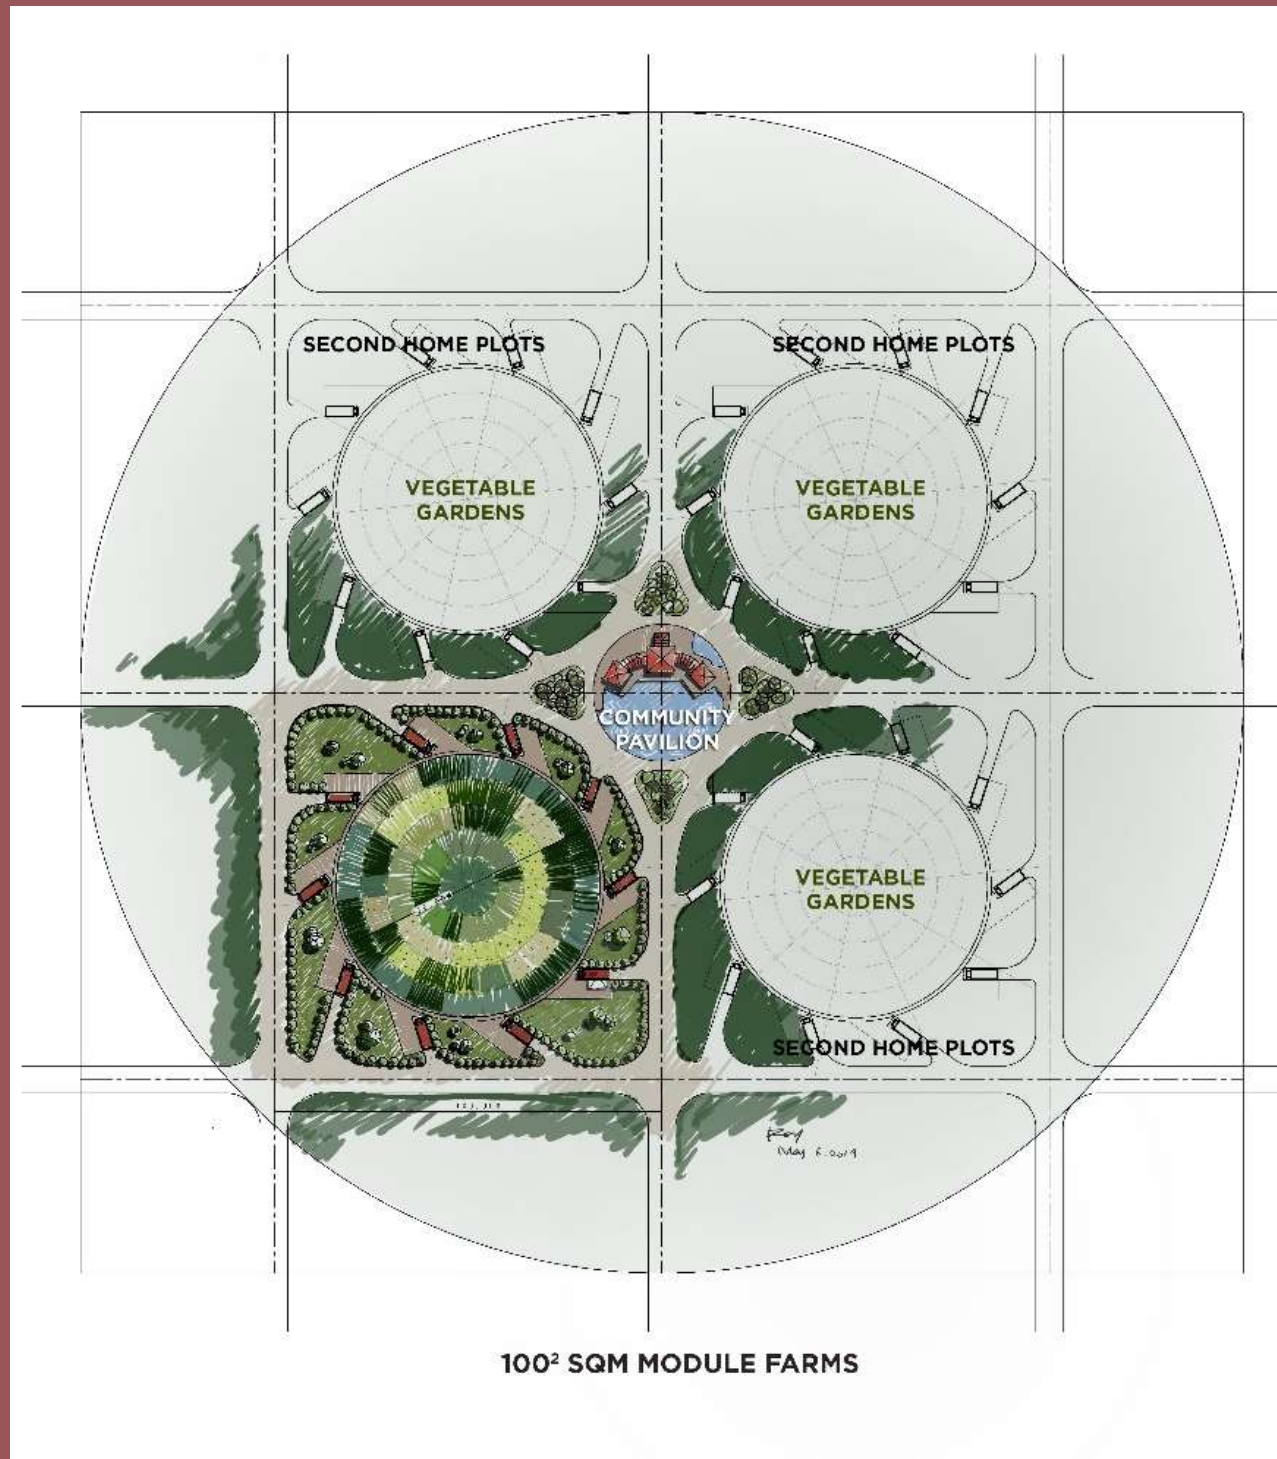 SECOND HOME PLOTS
SECOND HOME PLOTS
VEGETABLE
GARDENS
VEGETABLE
GARDENS
COMMUNITY
PAVILION
VEGETABLE
GARDENS
SECOND HOME PLOTS
May
100² SQM MODULE FARMS